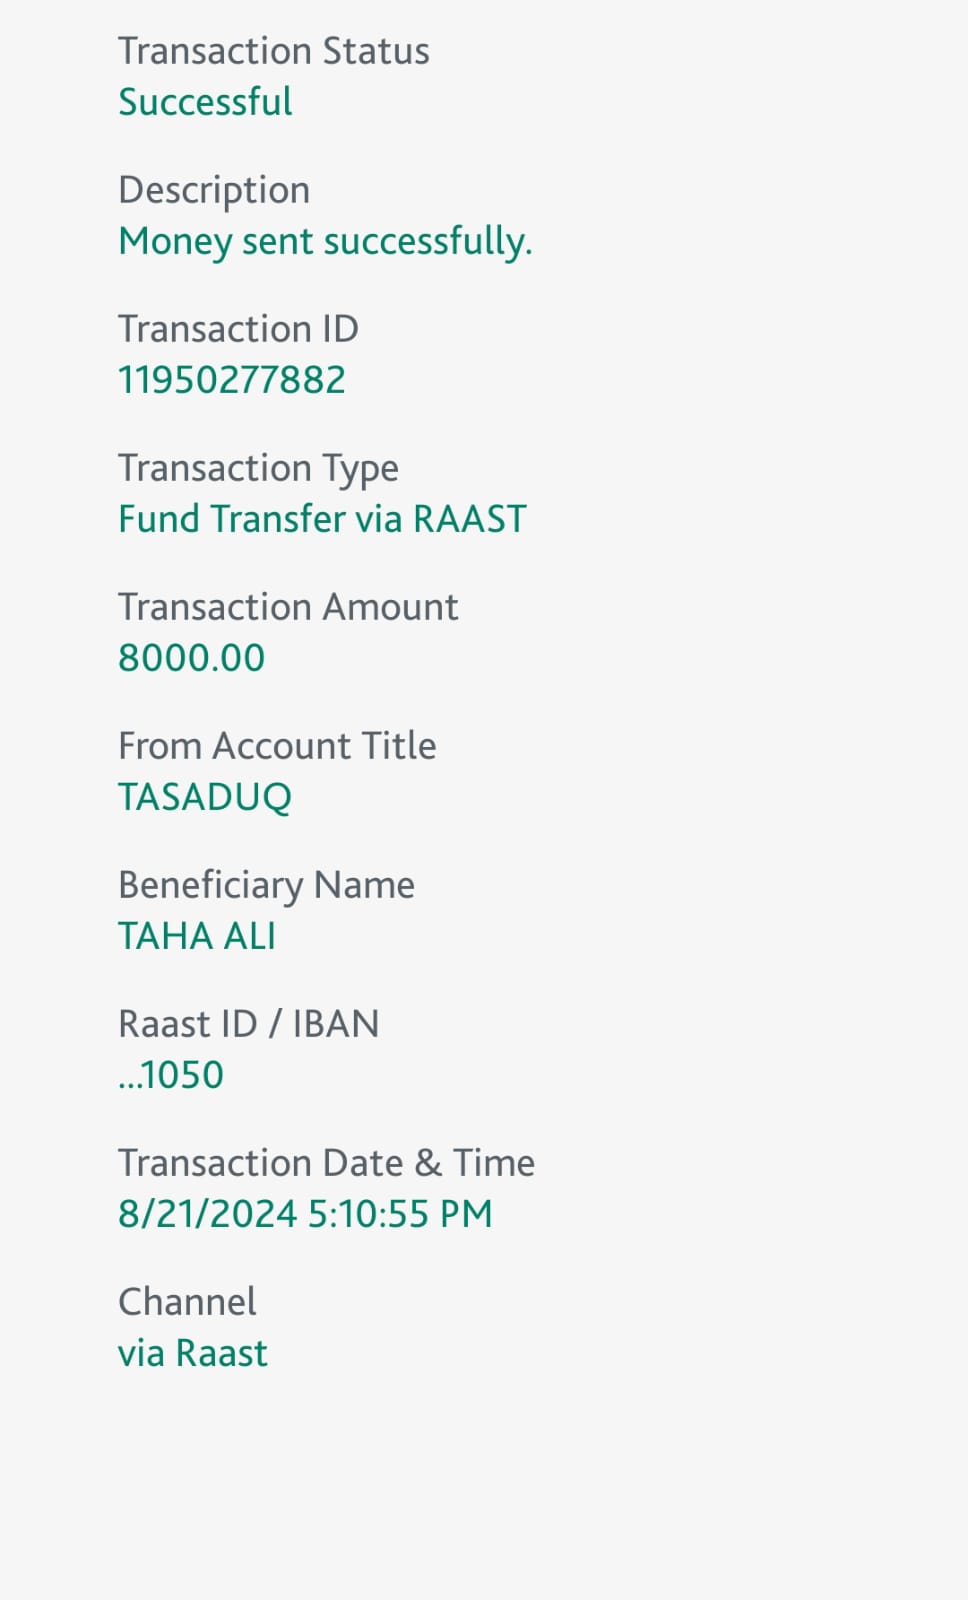 Transaction Status
Successful
Description
Money sent successfully.
Transaction ID
11950277882
Transaction Type
Fund Transfer via RAAST
Transaction Amount
8000.00
From Account Title
TASADUQ
Beneficiary Name
TAHA ALI
Raast ID / IBAN
...1050
Transaction Date & Time
8/21/2024 5:10:55 PM
Channel
via Raast